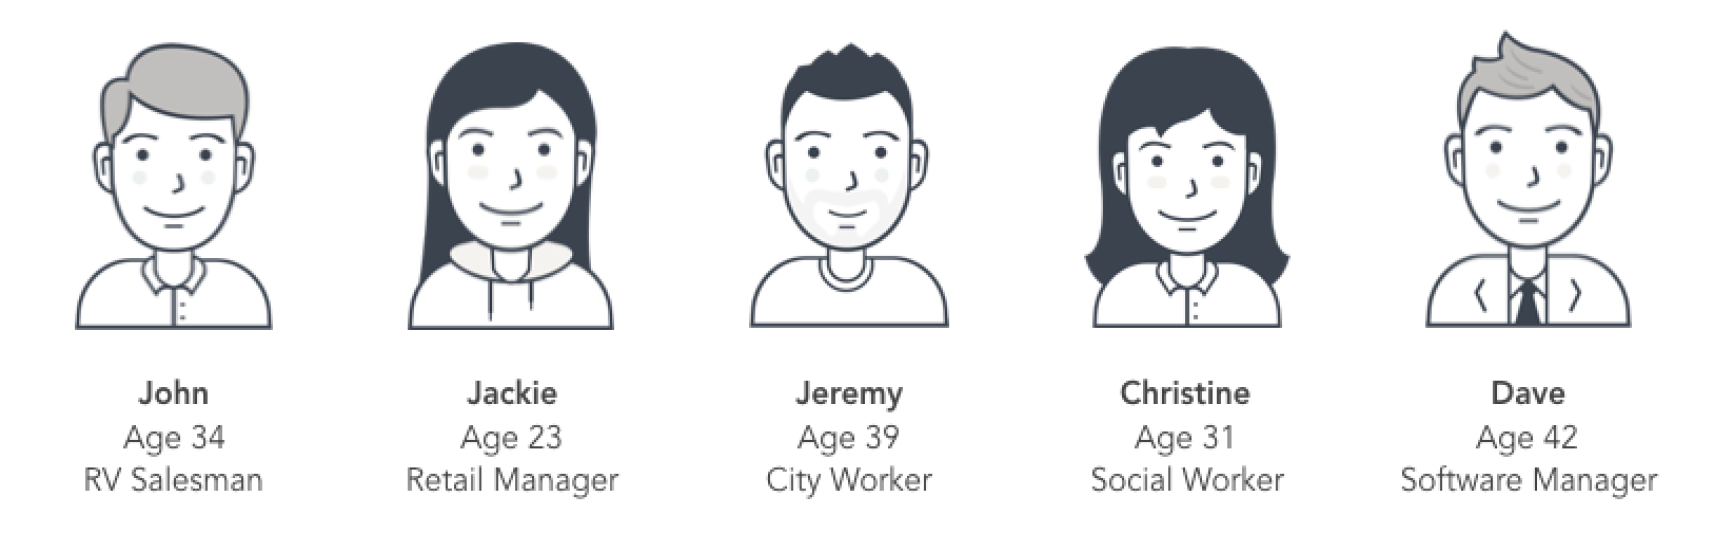 John
Age 34
RV Salesman
Jackie
Age 23
Retail Manager
Jeremy
Age 39
City Worker
Christine
Age 31
Social Worker
Dave
Age 42
Software Manager